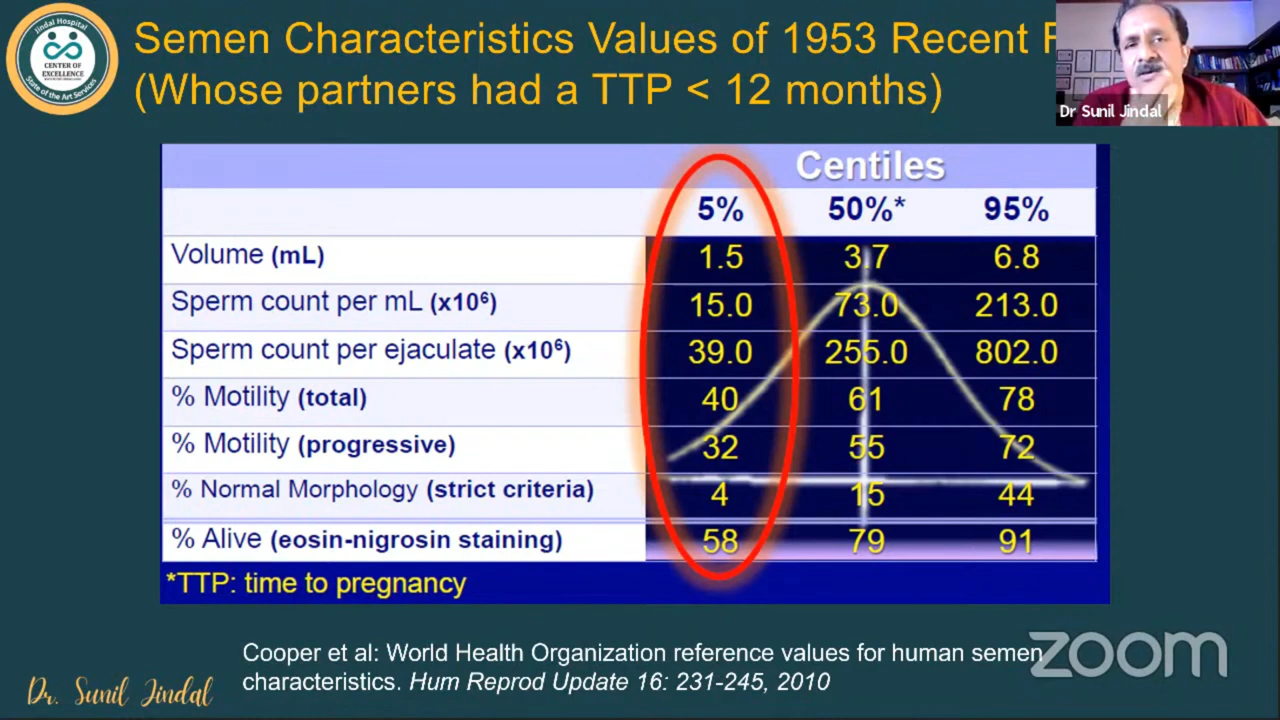 Jindal Hospital
CENTER OF
EXCELLENCE
State of the Art Services
Semen Characteristics Values of 1953 Recent F
(Whose partners had a TTP < 12 months)
Dr Sunil Jindal
Centiles
5% 50%* 95%
Volume (mL) 1.5 3.7 6.8
Sperm count per mL (x10⁶) 15.0 73.0 213.0
Sperm count per ejaculate (x10⁶) 39.0 255.0 802.0
% Motility (total) 40 61 78
% Motility (progressive) 32 55 72
% Normal Morphology (strict criteria) 4 15 44
% Alive (eosin-nigrosin staining) 58 79 91
*TTP: time to pregnancy
Cooper et al: World Health Organization reference values for human semen
characteristics. Hum Reprod Update 16: 231-245, 2010
zoom
Dr. Sunil Jindal